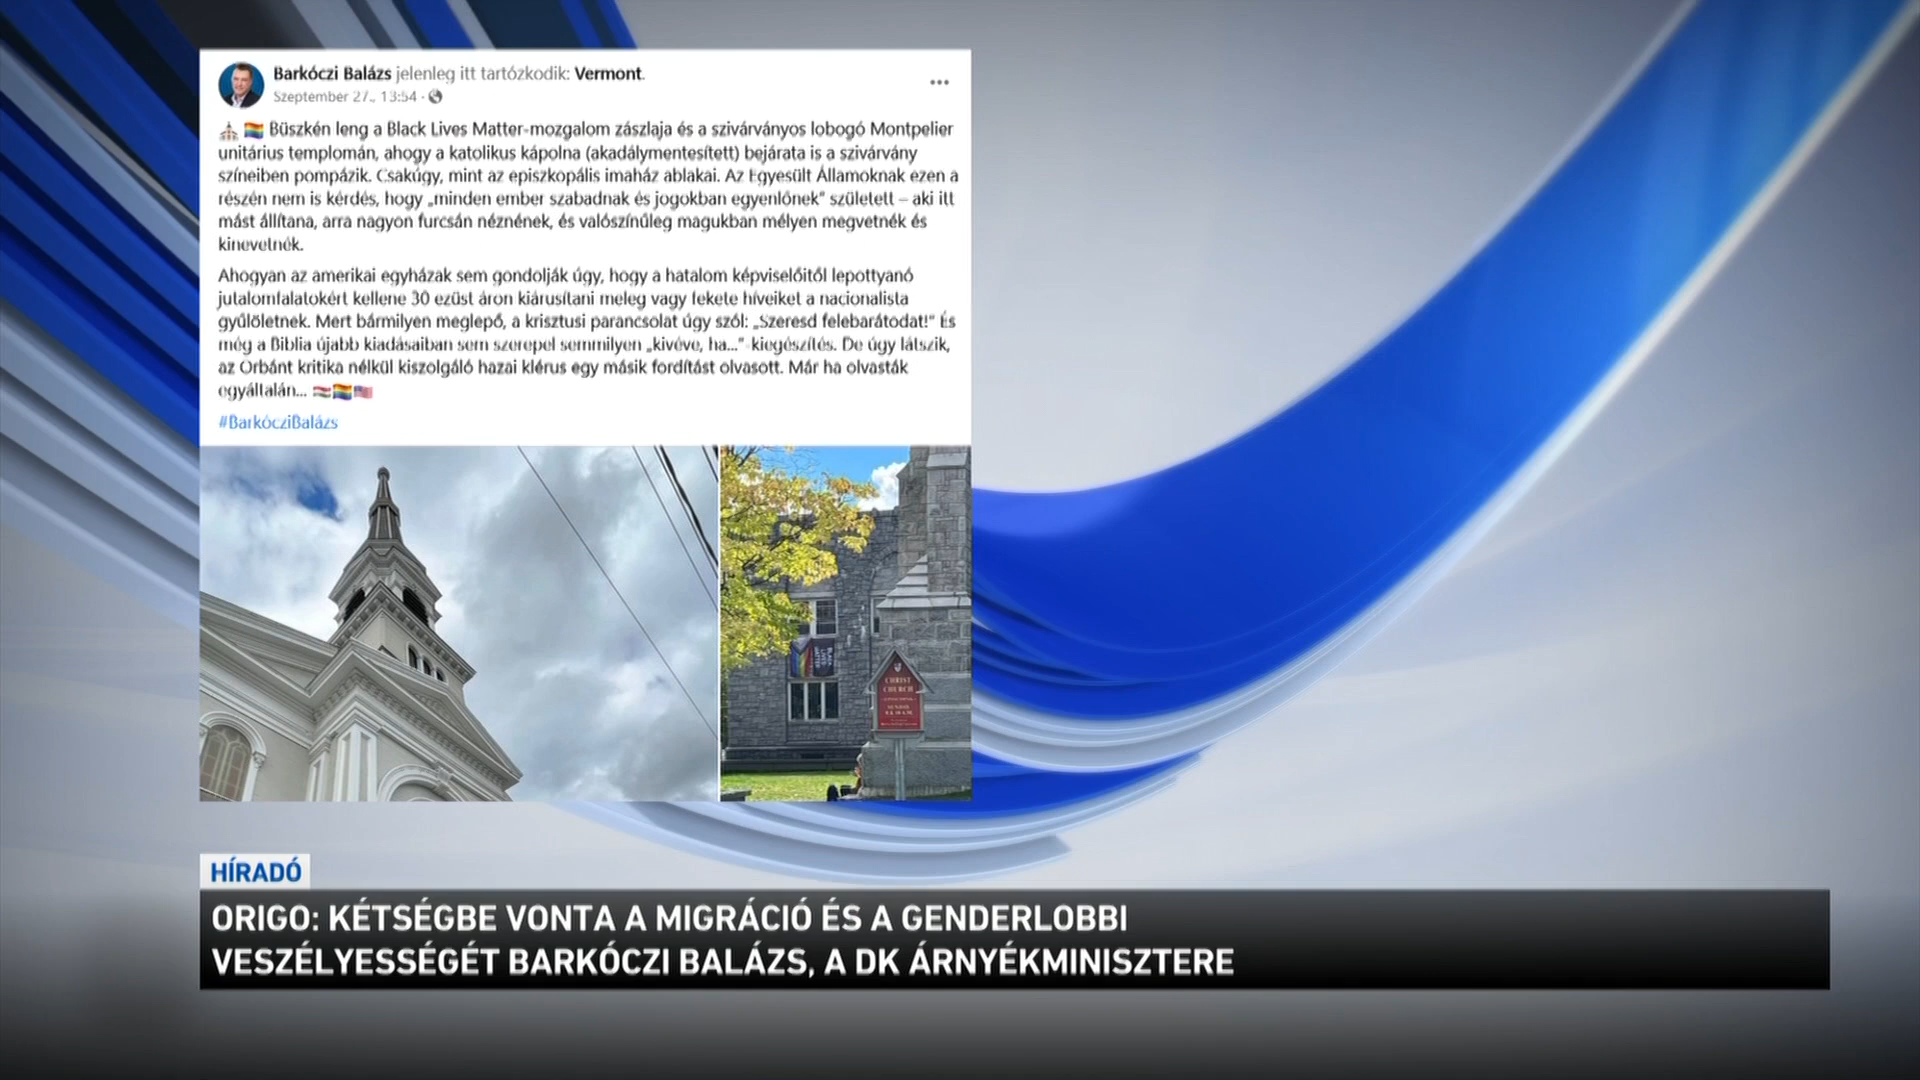 Barkóczi Balázs jelenleg itt tartózkodik: Vermont.
Szeptember 27., 13:54 ·
Büszkén leng a Black Lives Matter-mozgalom zászlaja és a szivárványos lobogó Montpelier
unitárius templomán, ahogy a katolikus kápolna (akadálymentesített) bejárata is a szivárvány
színeiben pompázik. Csakúgy, mint az episzkopális imaház ablakai. Az Egyesült Államoknak ezen a
részén nem is kérdés, hogy „minden ember szabadnak és jogokban egyenlőnek” született – aki itt
mást állítana, arra nagyon furcsán néznének, és valószínűleg magukban mélyen megvetnék és
kinevetnék.
Ahogyan az amerikai egyházak sem gondolják úgy, hogy a hatalom képviselőitől lepottyanó
jutalomfalatokért kellene 30 ezüst áron kiárusítani meleg vagy fekete híveiket a nacionalista
gyűlöletnek. Mert bármilyen meglepő, a krisztusi parancsolat úgy szól: „Szeresd felebarátodat!” És
még a Biblia újabb kiadásaiban sem szerepel semmilyen „kivéve, ha...”-kiegészítés. De úgy látszik,
az Orbánt kritika nélkül kiszolgáló hazai klérus egy másik fordítást olvasott. Már ha olvasták
egyáltalán...
#BarkócziBalázs
BLACK
LIVES
MATTER
CHRIST
CHURCH
SUNDAY
HÍRADÓ
ORIGO: KÉTSÉGBE VONTA A MIGRÁCIÓ ÉS A GENDERLOBBI
VESZÉLYESSÉGÉT BARKÓCZI BALÁZS, A DK ÁRNYÉKMINISZTERE